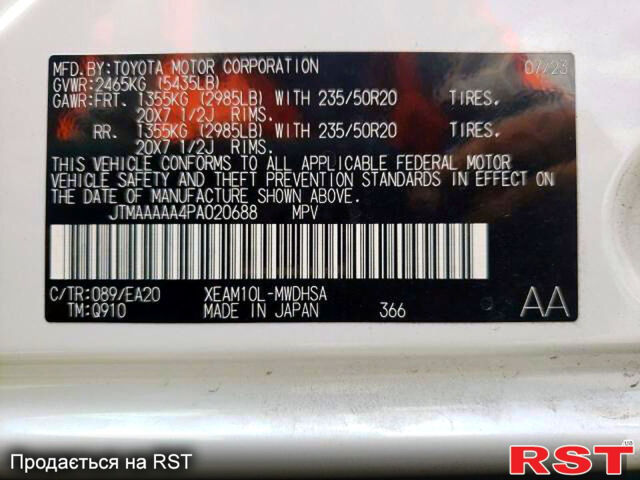 MFD.BY:TOYOTA MOTOR CORPORATION 07/23
GVWR:2465KG (5435LB)
GAWR:FRT. 1355KG (2985LB) WITH 235/50R20 TIRES,
20X7 1/2J RIMS.
RR. 1355KG (2985LB) WITH 235/50R20 TIRES,
20X7 1/2J RIMS.
THIS VEHICLE CONFORMS TO ALL APPLICABLE FEDERAL MOTOR
VEHICLE SAFETY AND THEFT PREVENTION STANDARDS IN EFFECT ON
THE DATE OF MANUFACTURE SHOWN ABOVE.
JTMAAAAA4PA020688 MPV
C/TR:089/EA20 XEAM10L-MWDHSA
TM:Q910 MADE IN JAPAN 366 AA
Продається на RST
RST.ua